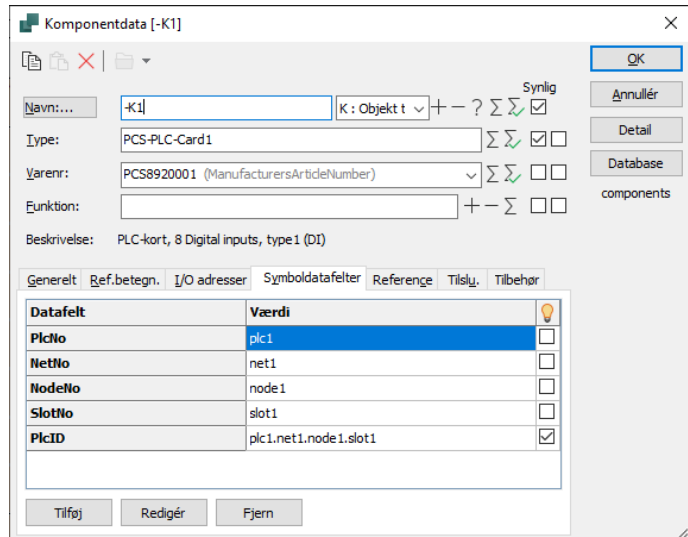 Komponentdata [-K1]
OK
Synlig
Annullér
Navn:... -K1 K : Objekt t
Detail
Type: PCS-PLC-Card1
Database
Varenr: PCS8920001 (ManufacturersArticleNumber)
components
Funktion:
Beskrivelse: PLC-kort, 8 Digital inputs, type1 (DI)
Generelt Ref.betegn. I/O adresser Symboldatafelter Reference Tilslu. Tilbehør
Datafelt Værdi
PlcNo plc1
NetNo net1
NodeNo node1
SlotNo slot1
PlcID plc1.net1.node1.slot1
Tilføj Redigér Fjern